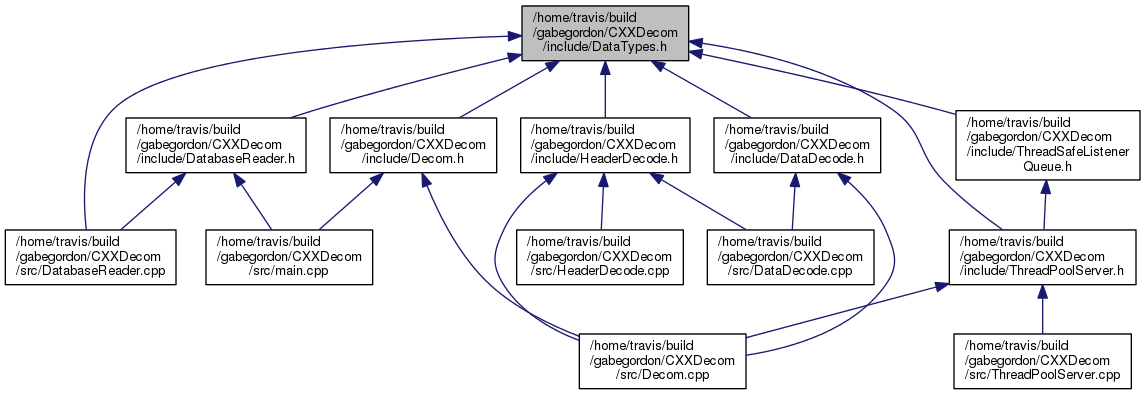 /home/travis/build
/gabegordon/CXXDecom
/include/DataTypes.h
/home/travis/build
/gabegordon/CXXDecom
/include/DatabaseReader.h
/home/travis/build
/gabegordon/CXXDecom
/include/Decom.h
/home/travis/build
/gabegordon/CXXDecom
/include/HeaderDecode.h
/home/travis/build
/gabegordon/CXXDecom
/include/DataDecode.h
/home/travis/build
/gabegordon/CXXDecom
/include/ThreadSafeListener
Queue.h
/home/travis/build
/gabegordon/CXXDecom
/src/DatabaseReader.cpp
/home/travis/build
/gabegordon/CXXDecom
/src/main.cpp
/home/travis/build
/gabegordon/CXXDecom
/src/HeaderDecode.cpp
/home/travis/build
/gabegordon/CXXDecom
/src/DataDecode.cpp
/home/travis/build
/gabegordon/CXXDecom
/include/ThreadPoolServer.h
/home/travis/build
/gabegordon/CXXDecom
/src/Decom.cpp
/home/travis/build
/gabegordon/CXXDecom
/src/ThreadPoolServer.cpp